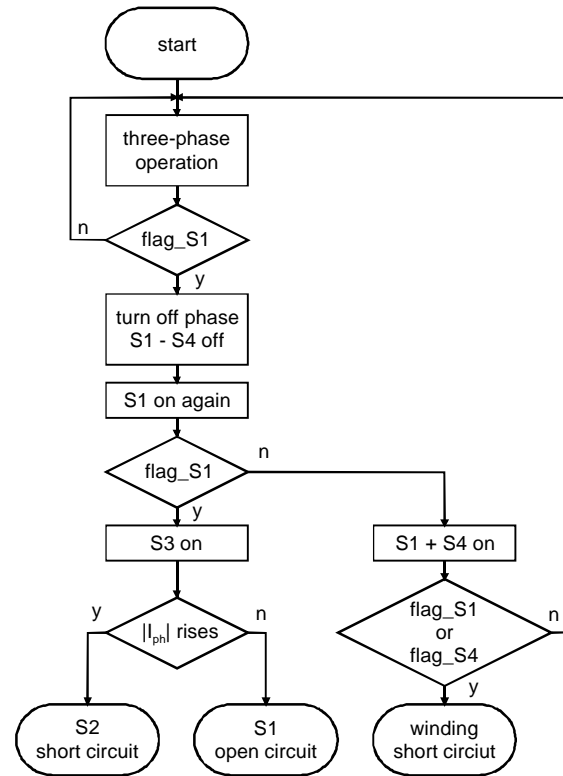 start
three-phase
operation
n
flag_S1
y
turn off phase
S1 - S4 off
S1 on again
flag_S1
n
y
S3 on
S1 + S4 on
y
|Iph| rises
n
flag_S1
or
flag_S4
n
y
S2
short circuit
S1
open circuit
winding
short circiut